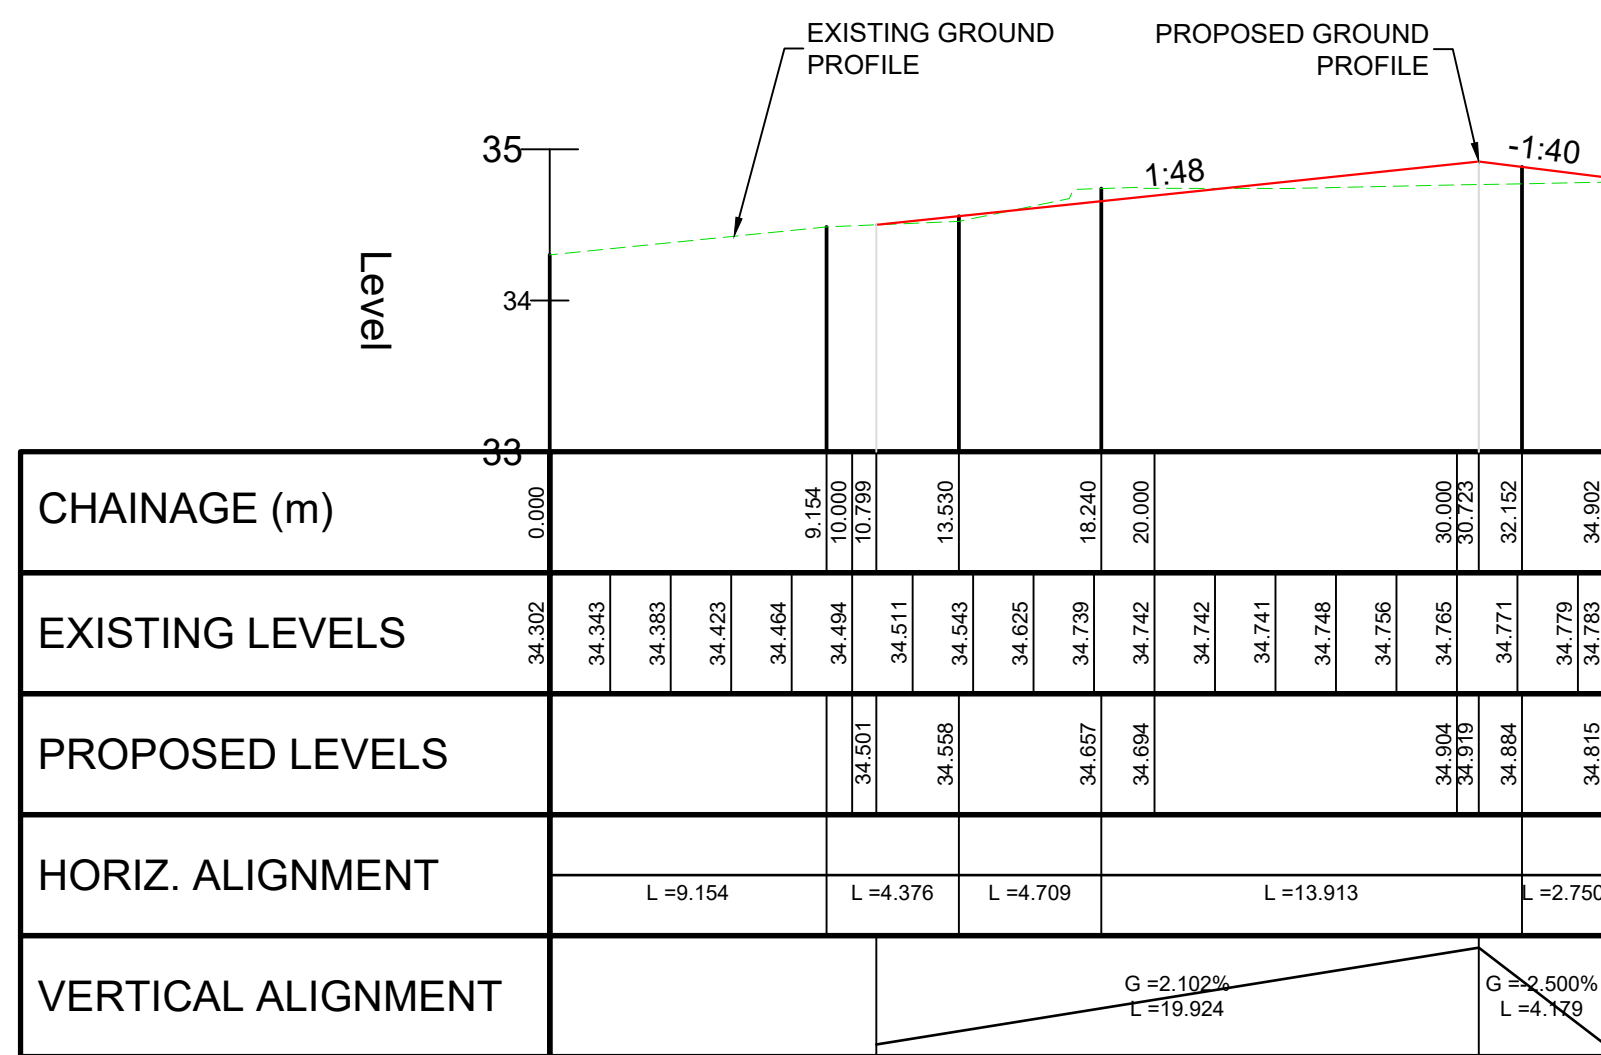 EXISTING GROUND
PROFILE
PROPOSED GROUND
PROFILE
35
34
33
Level
1:48
-1:40
CHAINAGE (m)
0.000
9.154
10.000
10.799
13.530
18.240
20.000
30.000
30.723
32.152
34.902
EXISTING LEVELS
34.302
34.343
34.383
34.423
34.464
34.494
34.511
34.543
34.625
34.739
34.742
34.742
34.741
34.748
34.756
34.765
34.771
34.779
34.783
PROPOSED LEVELS
34.501
34.558
34.657
34.694
34.904
34.919
34.884
34.815
HORIZ. ALIGNMENT
L =9.154
L =4.376
L =4.709
L =13.913
L =2.750
VERTICAL ALIGNMENT
G =2.102%
L =19.924
G =-2.500%
L =4.179